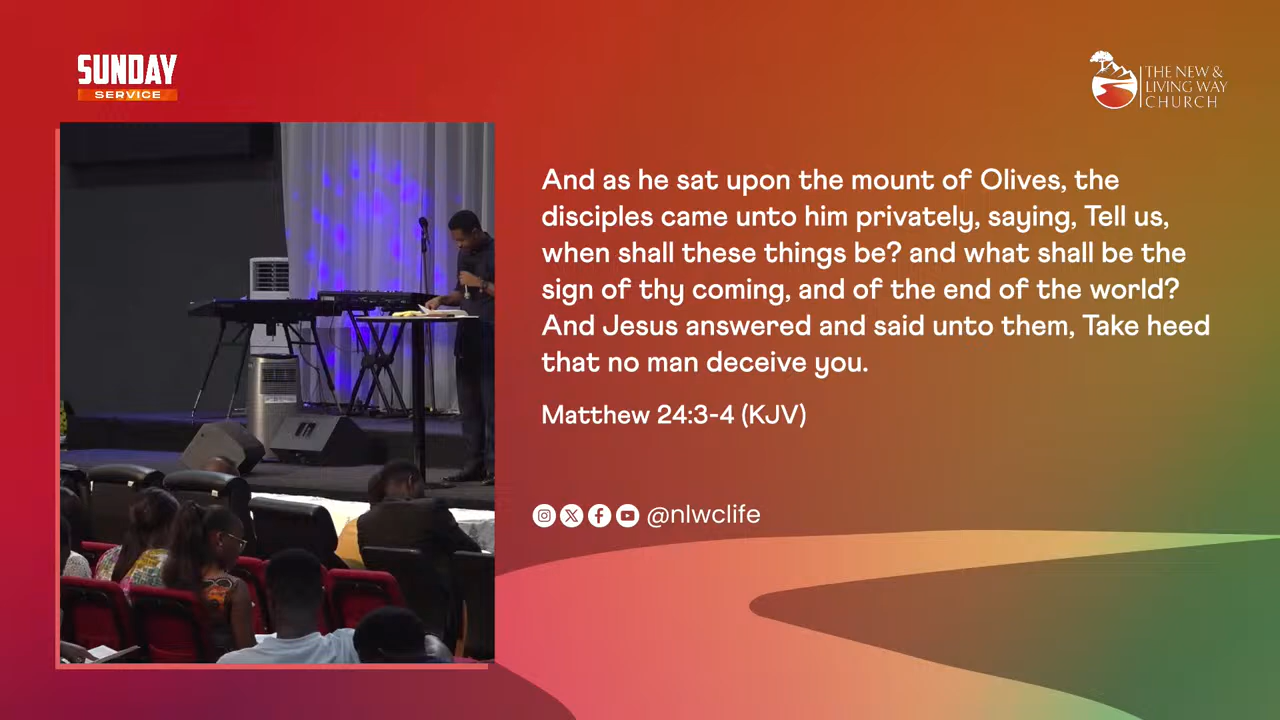 SUNDAY
SERVICE
THE NEW &
LIVING WAY
CHURCH
And as he sat upon the mount of Olives, the
disciples came unto him privately, saying, Tell us,
when shall these things be? and what shall be the
sign of thy coming, and of the end of the world?
And Jesus answered and said unto them, Take heed
that no man deceive you.
Matthew 24:3-4 (KJV)
@nlwclife